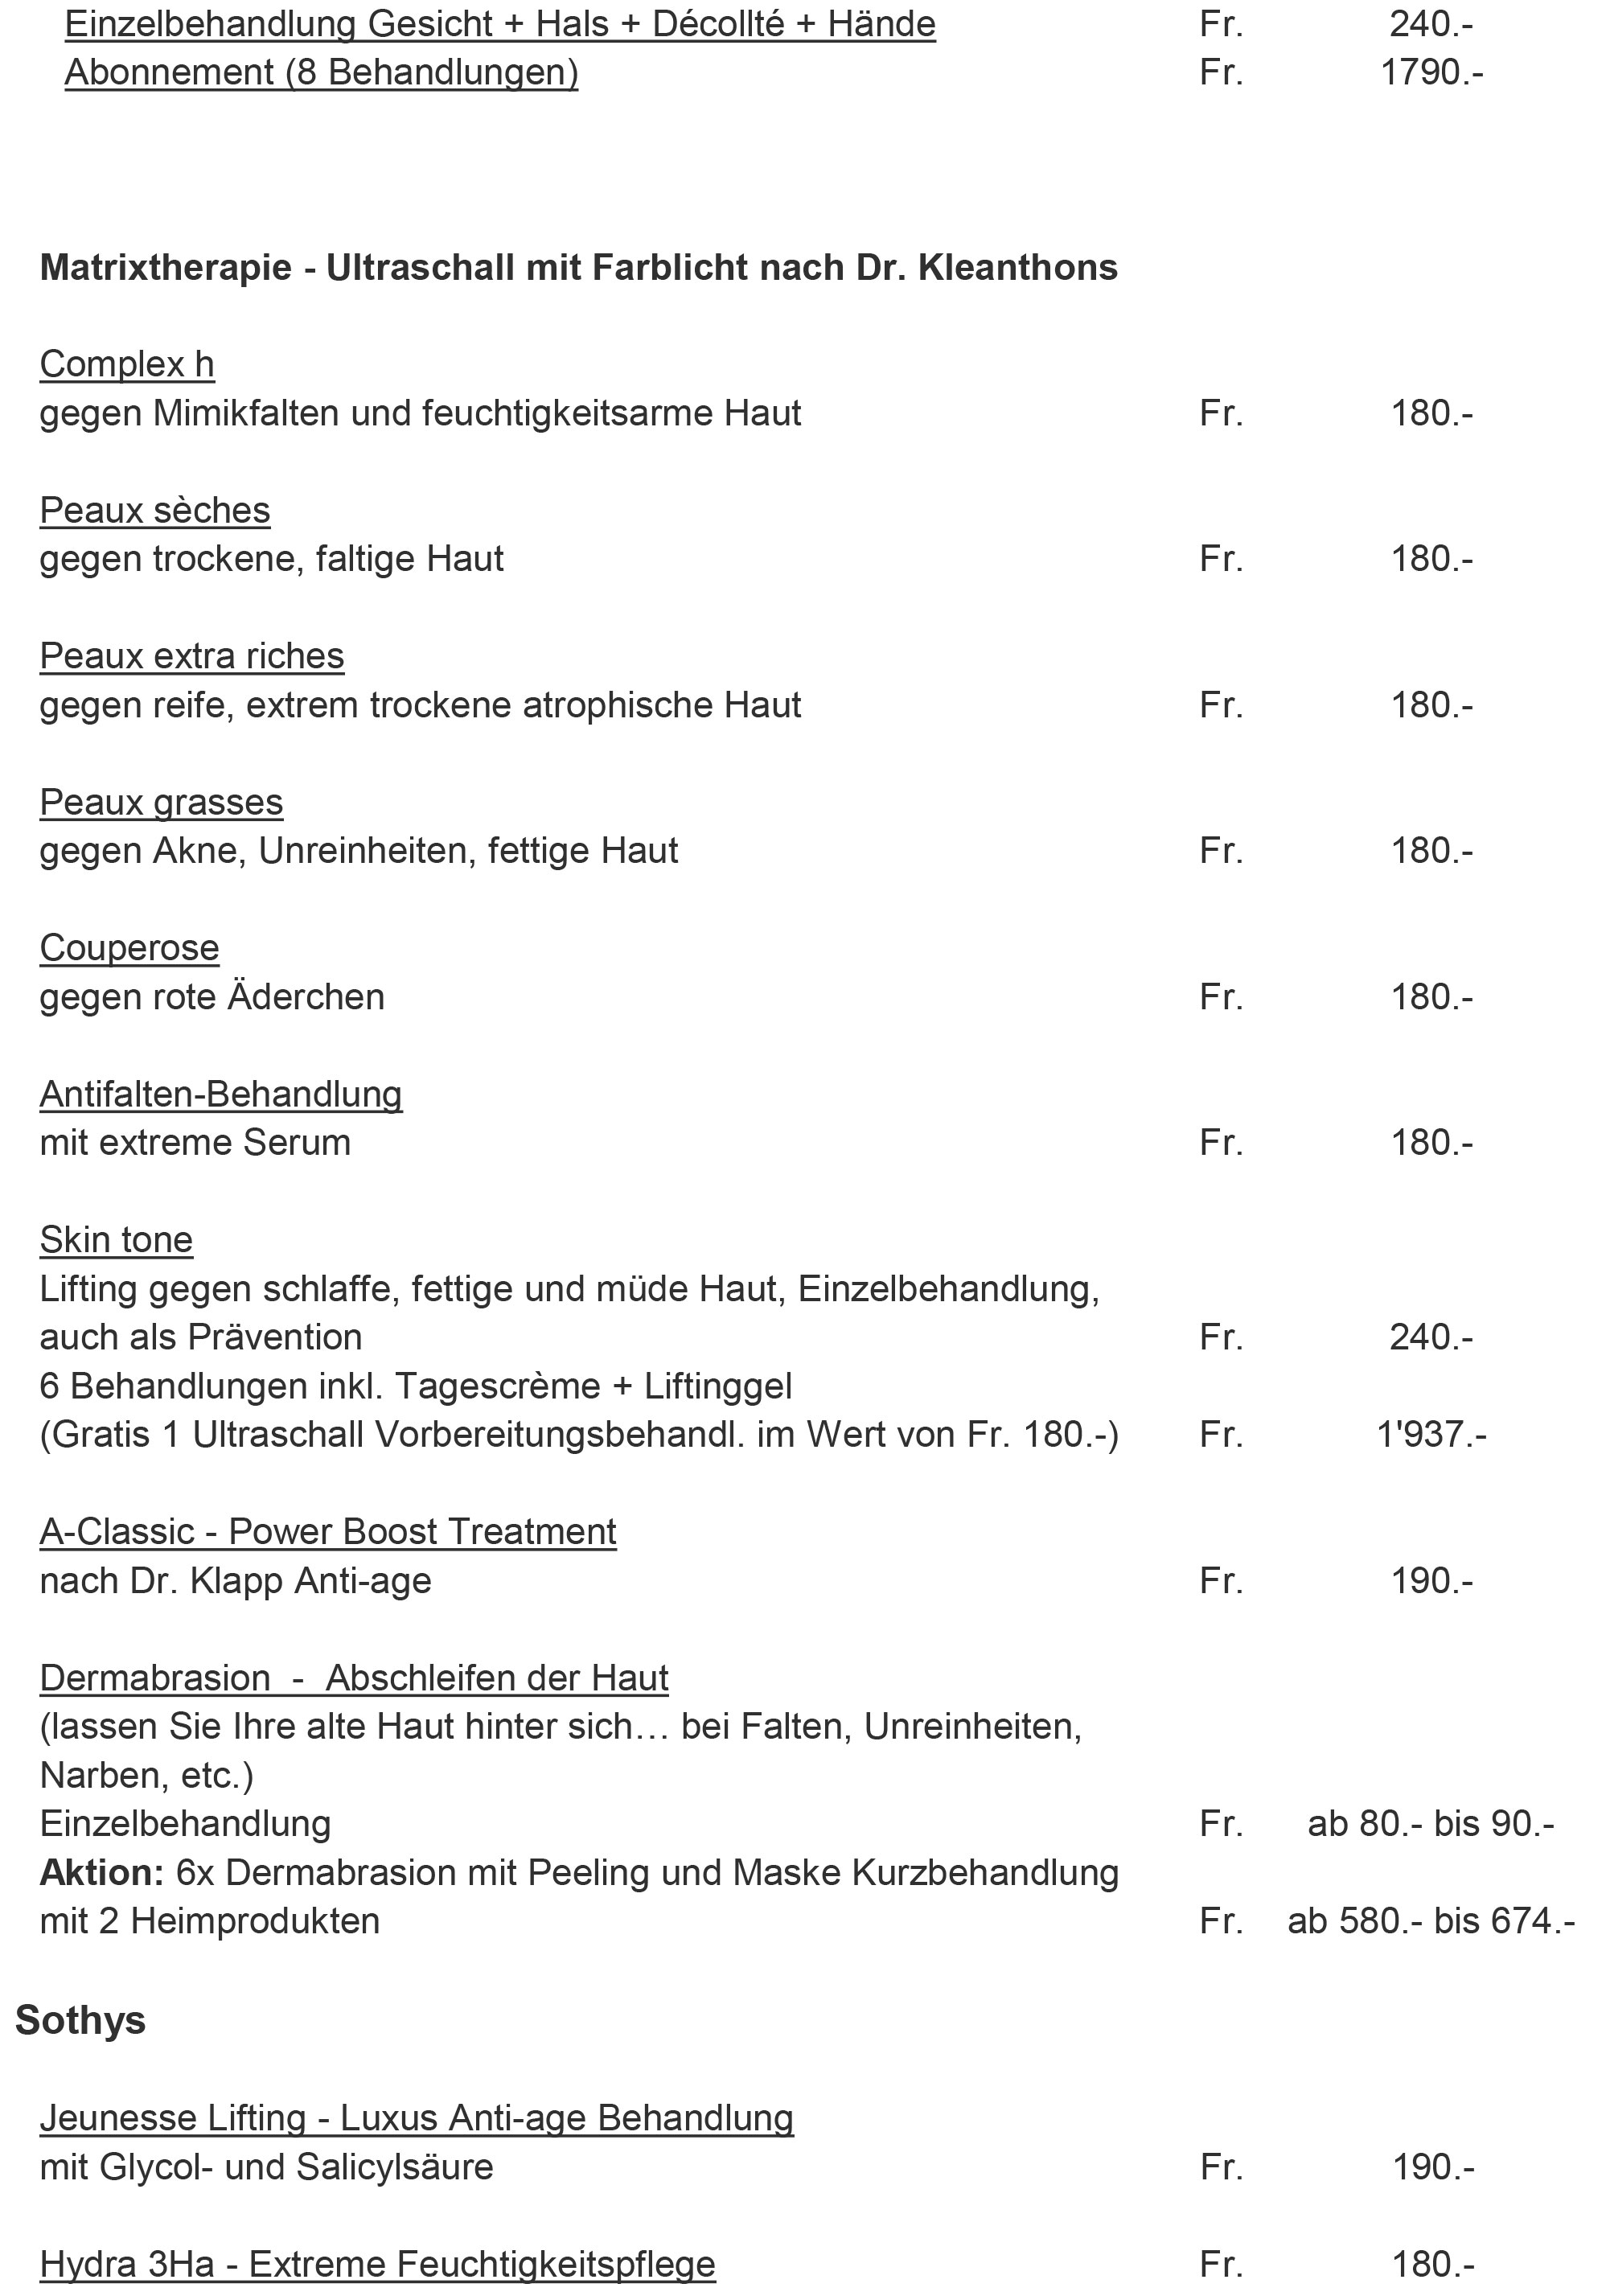 Einzelbehandlung Gesicht + Hals + Décollté + Hände Fr. 240.-
Abonnement (8 Behandlungen) Fr. 1790.-
Matrixtherapie - Ultraschall mit Farblicht nach Dr. Kleanthons
Complex h
gegen Mimikfalten und feuchtigkeitsarme Haut Fr. 180.-
Peaux sèches
gegen trockene, faltige Haut Fr. 180.-
Peaux extra riches
gegen reife, extrem trockene atrophische Haut Fr. 180.-
Peaux grasses
gegen Akne, Unreinheiten, fettige Haut Fr. 180.-
Couperose
gegen rote Äderchen Fr. 180.-
Antifalten-Behandlung
mit extreme Serum Fr. 180.-
Skin tone
Lifting gegen schlaffe, fettige und müde Haut, Einzelbehandlung,
auch als Prävention Fr. 240.-
6 Behandlungen inkl. Tagescrème + Liftinggel
(Gratis 1 Ultraschall Vorbereitungsbehandl. im Wert von Fr. 180.-) Fr. 1'937.-
A-Classic - Power Boost Treatment
nach Dr. Klapp Anti-age Fr. 190.-
Dermabrasion - Abschleifen der Haut
(lassen Sie Ihre alte Haut hinter sich… bei Falten, Unreinheiten,
Narben, etc.)
Einzelbehandlung Fr. ab 80.- bis 90.-
Aktion: 6x Dermabrasion mit Peeling und Maske Kurzbehandlung
mit 2 Heimprodukten Fr. ab 580.- bis 674.-
Sothys
Jeunesse Lifting - Luxus Anti-age Behandlung
mit Glycol- und Salicylsäure Fr. 190.-
Hydra 3Ha - Extreme Feuchtigkeitspflege Fr. 180.-